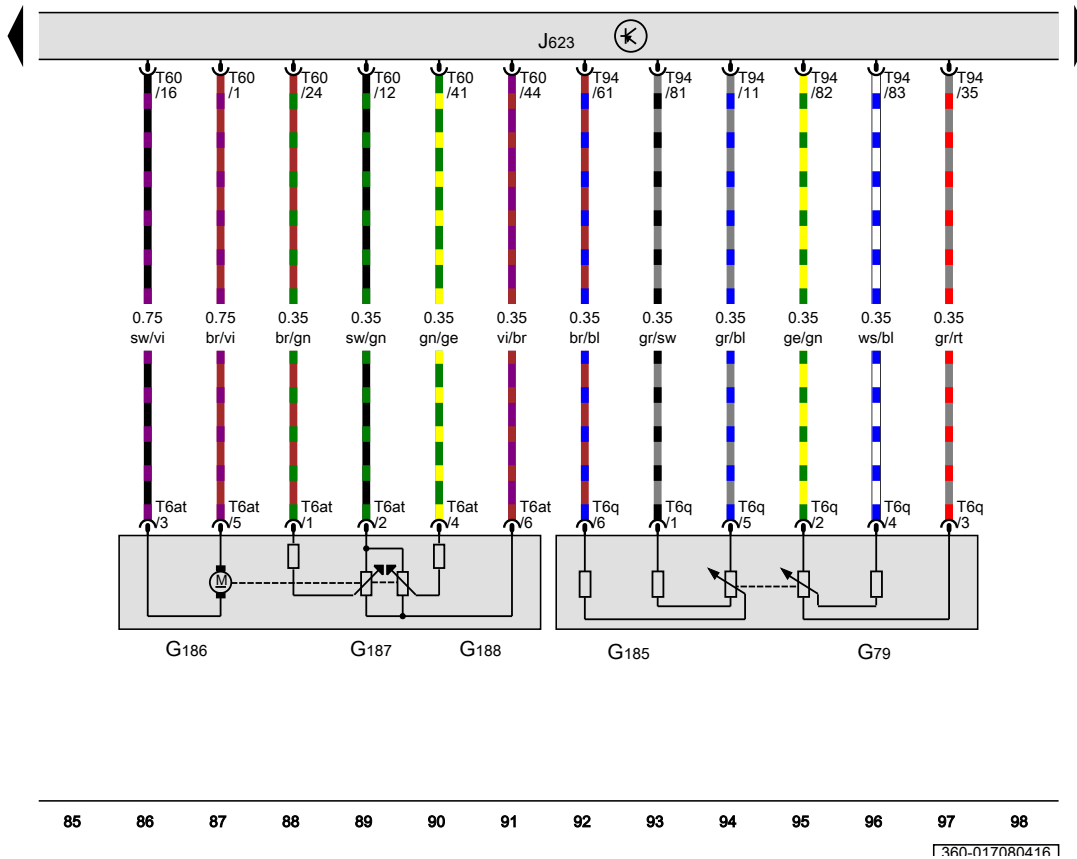 J623
T60 T60 T60 T60 T60 T60 T94 T94 T94 T94 T94 T94
/16 /1 /24 /12 /41 /44 /61 /81 /11 /82 /83 /35
0.75 0.75 0.35 0.35 0.35 0.35 0.35 0.35 0.35 0.35 0.35 0.35
sw/vi br/vi br/gn sw/gn gn/ge vi/br br/bl gr/sw gr/bl ge/gn ws/bl gr/rt
T6at T6at T6at T6at T6at T6at T6q T6q T6q T6q T6q T6q
/3 /5 /1 /2 /4 /6 /6 /1 /5 /2 /4 /3
M
G186 G187 G188 G185 G79
85 86 87 88 89 90 91 92 93 94 95 96 97 98
360-017080416